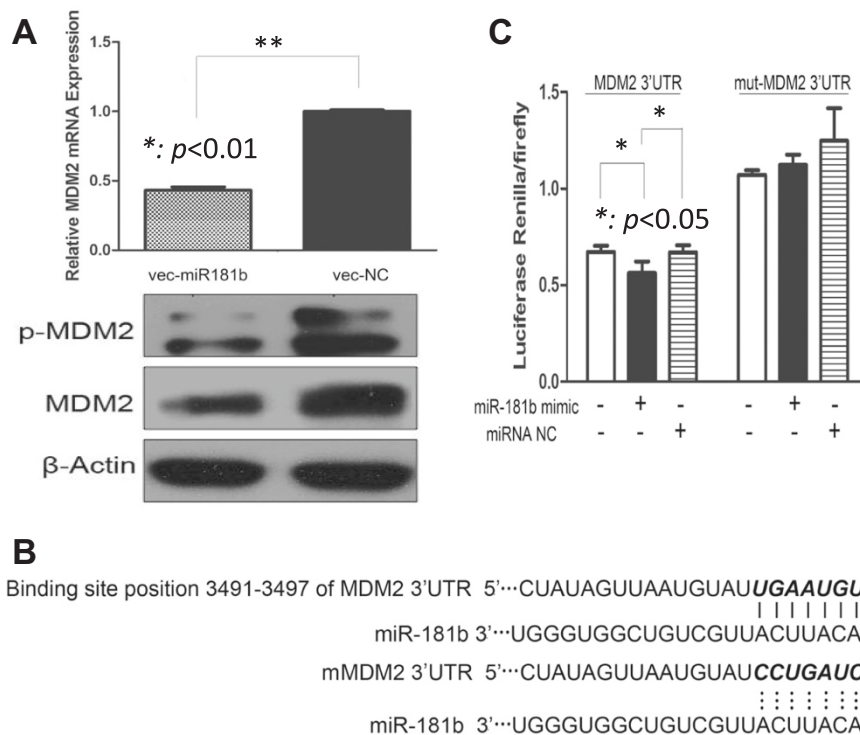 A
Relative MDM2 mRNA Expression
1.5
1.0
0.5
0.0
**
*: p<0.01
vec-miR181b vec-NC
p-MDM2
MDM2
β-Actin
C
Luciferase Renilla/firefly
1.5
1.0
0.5
0.0
MDM2 3'UTR mut-MDM2 3'UTR
*
*
*: p<0.05
miR-181b mimic - + - - + -
miRNA NC - - + - - +
B
Binding site position 3491-3497 of MDM2 3'UTR 5'···CUAUAGUUAAUGUAUUGAAUGU
miR-181b 3'···UGGGUGGCUGUCGUUACUUACA
mMDM2 3'UTR 5'···CUAUAGUUAAUGUAUCCUGAUC
miR-181b 3'···UGGGUGGCUGUCGUUACUUACA